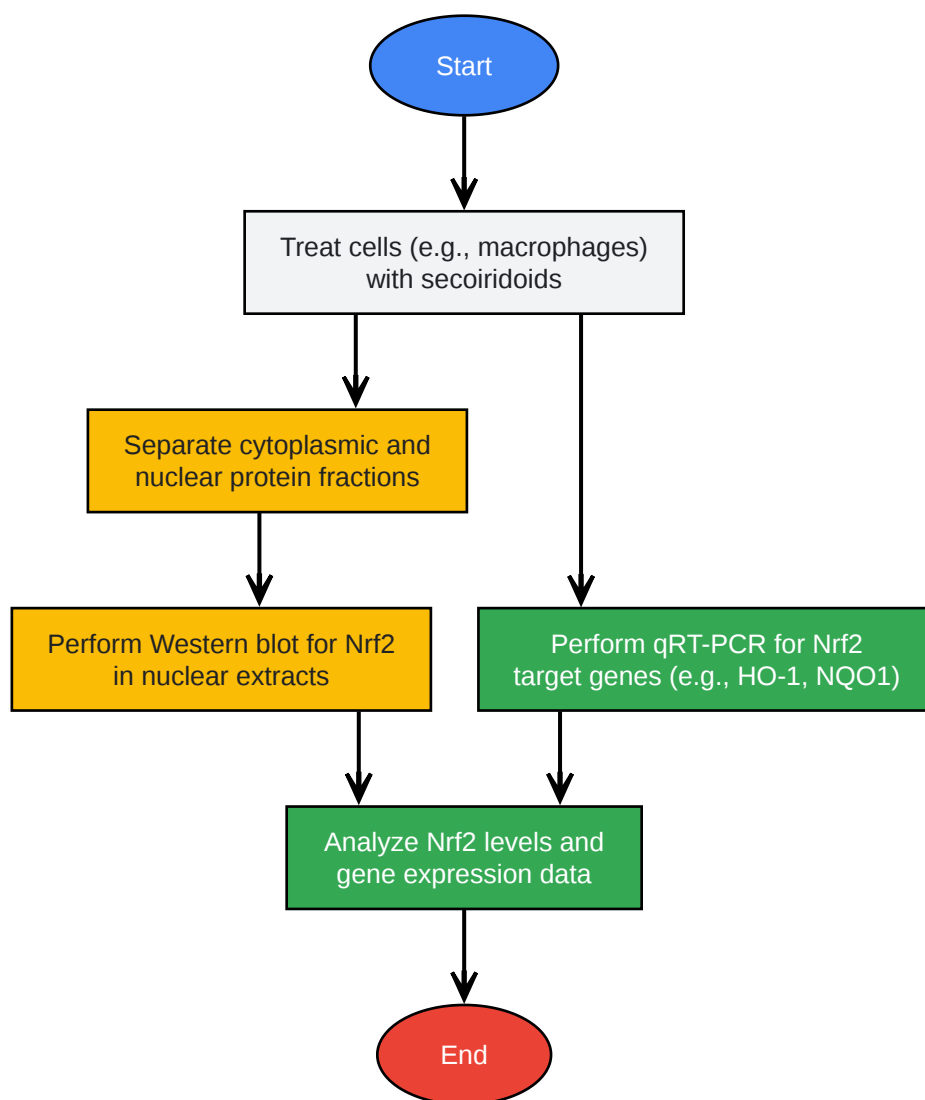 Start
Treat cells (e.g., macrophages)
with secoiridoids
Separate cytoplasmic and
nuclear protein fractions
Perform Western blot for Nrf2
in nuclear extracts
Perform qRT-PCR for Nrf2
target genes (e.g., HO-1, NQO1)
Analyze Nrf2 levels and
gene expression data
End